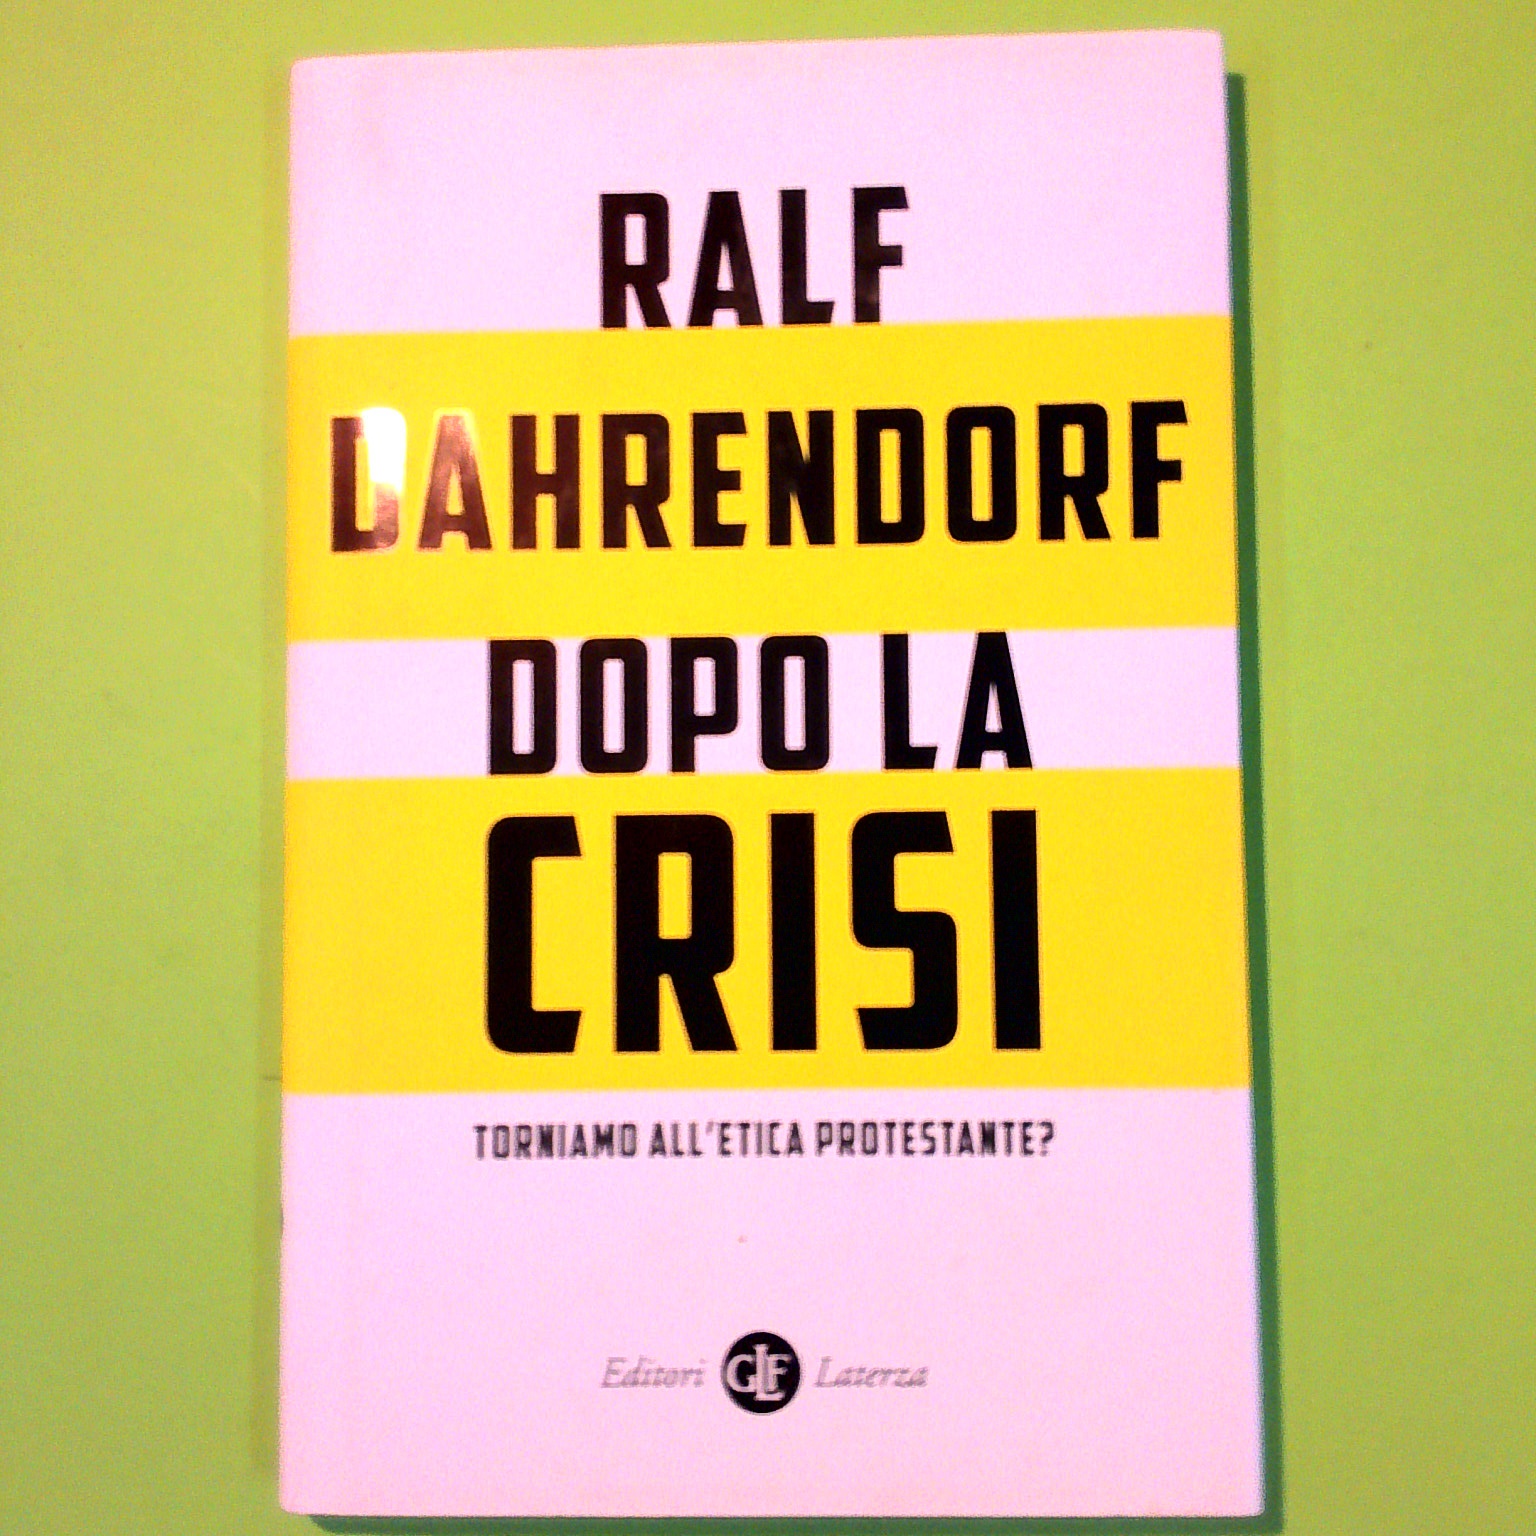 RALF
DAHRENDORF
DOPO LA
CRISI
TORNIAMO ALL'ETICA PROTESTANTE?
Editori GLF Laterza